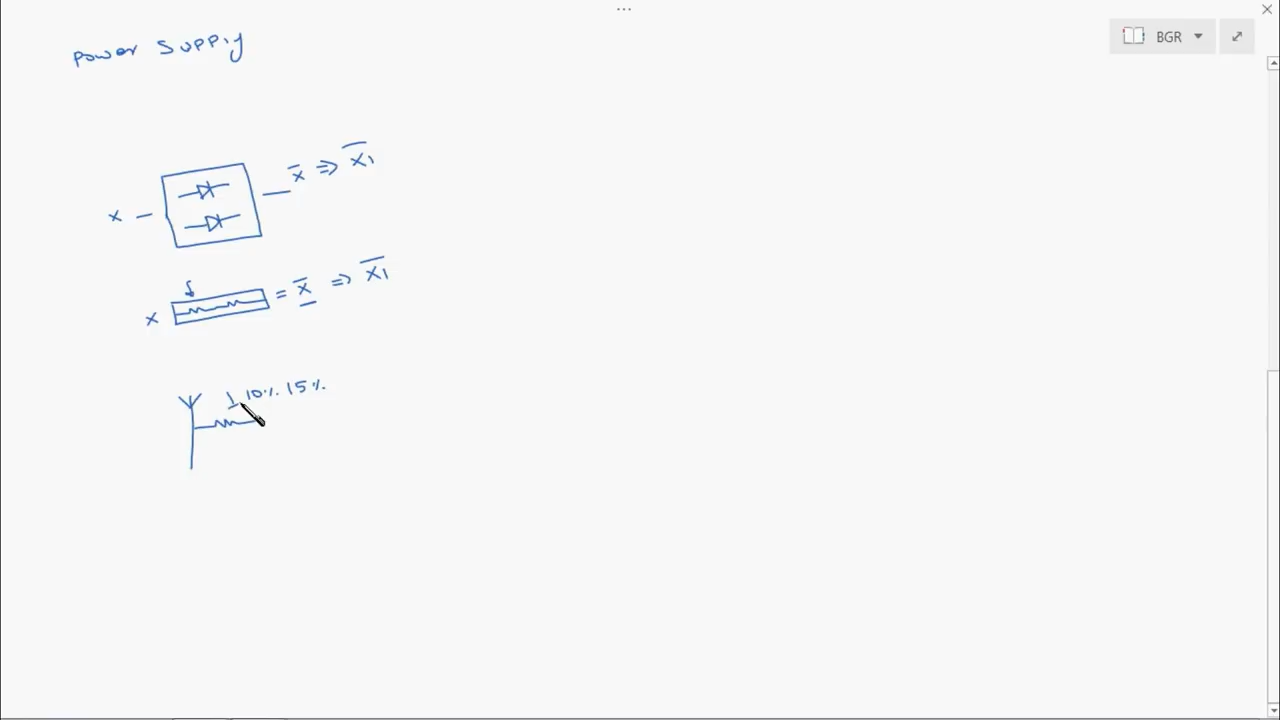 Power Supply
BGR
x x̄ ⇒ x̄₁
x = x̄ ⇒ x̄₁
10% 15%